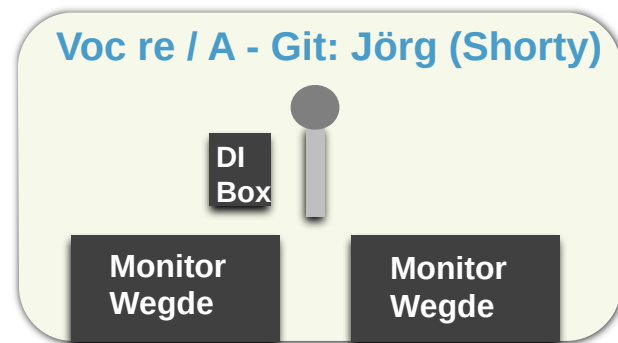 Voc re / A - Git: Jörg (Shorty)
DI
Box
Monitor
Wegde
Monitor
Wegde